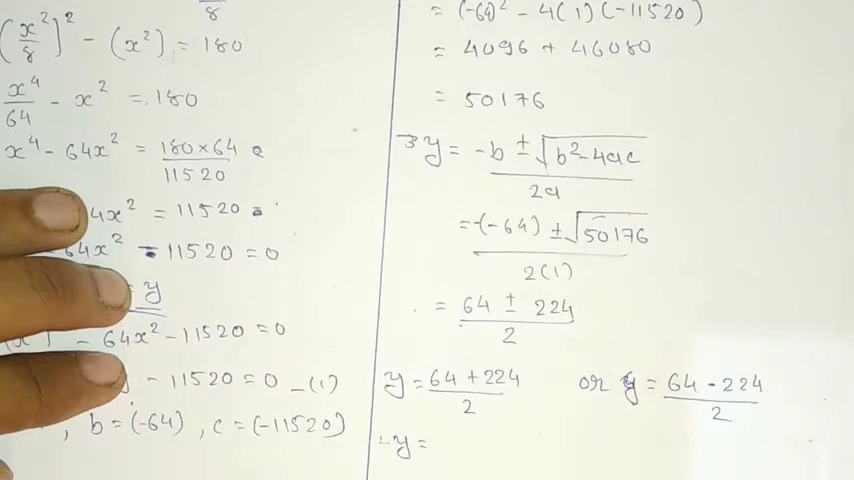 8
(x²/8)² - (x²) = 180
x⁴/64 - x² = 180
x⁴ - 64x² = 180×64
11520
4x² = 11520 =
64x² - 11520 = 0
= y
- 64x² - 11520 = 0
- 11520 = 0 _(1)
, b = (-64) , c = (-11520)
= (-64)² - 4(1)(-11520)
= 4096 + 46080
= 50176
y = -b ± √b²-4ac / 2a
= -(-64) ± √50176 / 2(1)
= 64 ± 224 / 2
y = 64 + 224 / 2 or y = 64 - 224 / 2
y =